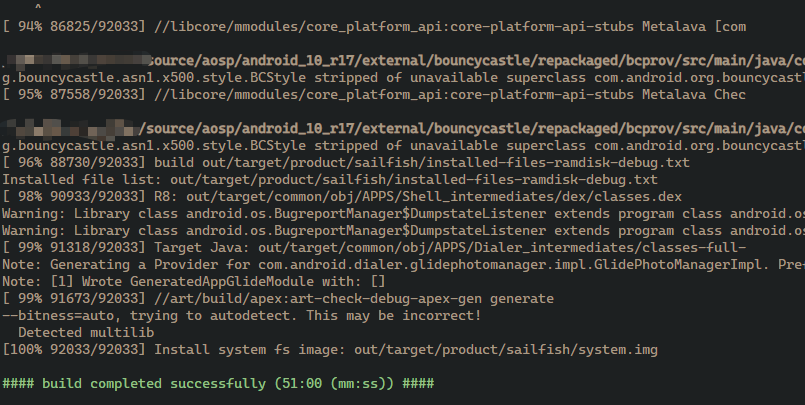 ^
[ 94% 86825/92033] //libcore/mmodules/core_platform_api:core-platform-api-stubs Metalava [com
/source/aosp/android_10_r17/external/bouncycastle/repackaged/bcprov/src/main/java/co
g.bouncycastle.asn1.x500.style.BCStyle stripped of unavailable superclass com.android.org.bouncycast
[ 95% 87558/92033] //libcore/mmodules/core_platform_api:core-platform-api-stubs Metalava Chec
/source/aosp/android_10_r17/external/bouncycastle/repackaged/bcprov/src/main/java/co
g.bouncycastle.asn1.x500.style.BCStyle stripped of unavailable superclass com.android.org.bouncycastl
[ 96% 88730/92033] build out/target/product/sailfish/installed-files-ramdisk-debug.txt
Installed file list: out/target/product/sailfish/installed-files-ramdisk-debug.txt
[ 98% 90933/92033] R8: out/target/common/obj/APPS/Shell_intermediates/dex/classes.dex
Warning: Library class android.os.BugreportManager$DumpstateListener extends program class android.os
Warning: Library class android.os.BugreportManager$DumpstateListener extends program class android.os
[ 99% 91318/92033] Target Java: out/target/common/obj/APPS/Dialer_intermediates/classes-full-
Note: Generating a Provider for com.android.dialer.glidephotomanager.impl.GlidePhotoManagerImpl. Pre-
Note: [1] Wrote GeneratedAppGlideModule with: []
[ 99% 91673/92033] //art/build/apex:art-check-debug-apex-gen generate
--bitness=auto, trying to autodetect. This may be incorrect!
Detected multilib
[100% 92033/92033] Install system fs image: out/target/product/sailfish/system.img
#### build completed successfully (51:00 (mm:ss)) ####